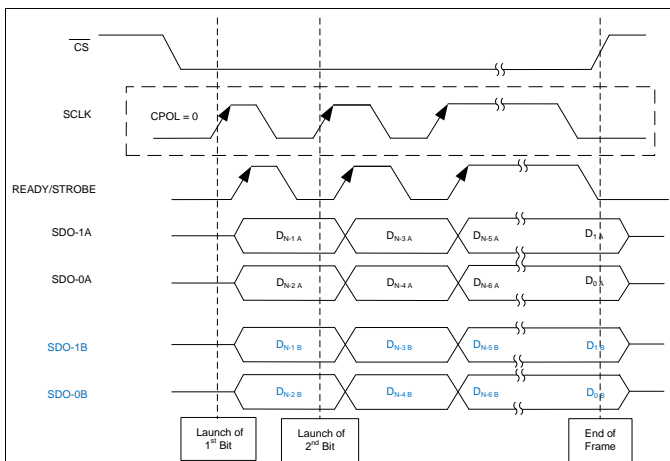 CS
SCLK
CPOL = 0
READY/STROBE
SDO-1A
D_N-1 A D_N-3 A D_N-5 A D_1 A
SDO-0A
D_N-2 A D_N-4 A D_N-6 A D_0 A
SDO-1B
D_N-1 B D_N-3 B D_N-5 B D_1 B
SDO-0B
D_N-2 B D_N-4 B D_N-6 B D_0 B
Launch of
1st Bit
Launch of
2nd Bit
End of
Frame